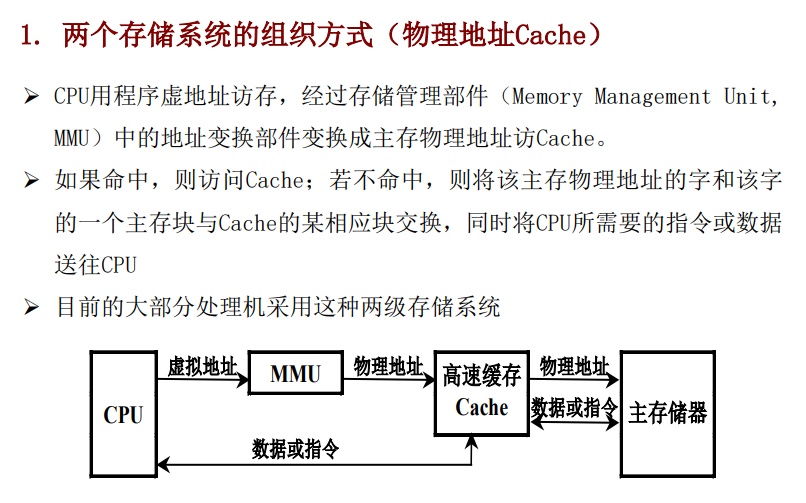 1. 两个存储系统的组织方式（物理地址Cache）
➢ CPU用程序虚地址访存，经过存储管理部件（Memory Management Unit,
MMU）中的地址变换部件变换成主存物理地址访Cache。
➢ 如果命中，则访问Cache；若不命中，则将该主存物理地址的字和该字
的一个主存块与Cache的某相应块交换，同时将CPU所需要的指令或数据
送往CPU
➢ 目前的大部分处理机采用这种两级存储系统
CPU
虚拟地址
MMU
物理地址
高速缓存
Cache
物理地址
数据或指令
主存储器
数据或指令